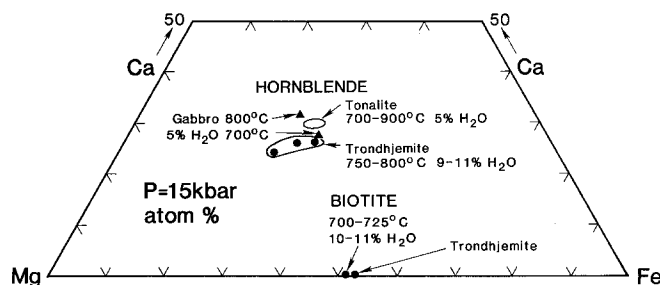 50 50
Ca Ca
HORNBLENDE
Gabbro 800°C
5% H₂O 700°C
Tonalite
700-900°C 5% H₂O
Trondhjemite
750-800°C 9-11% H₂O
P=15kbar
atom %
BIOTITE
700-725°C
10-11% H₂O
Trondhjemite
Mg Fe